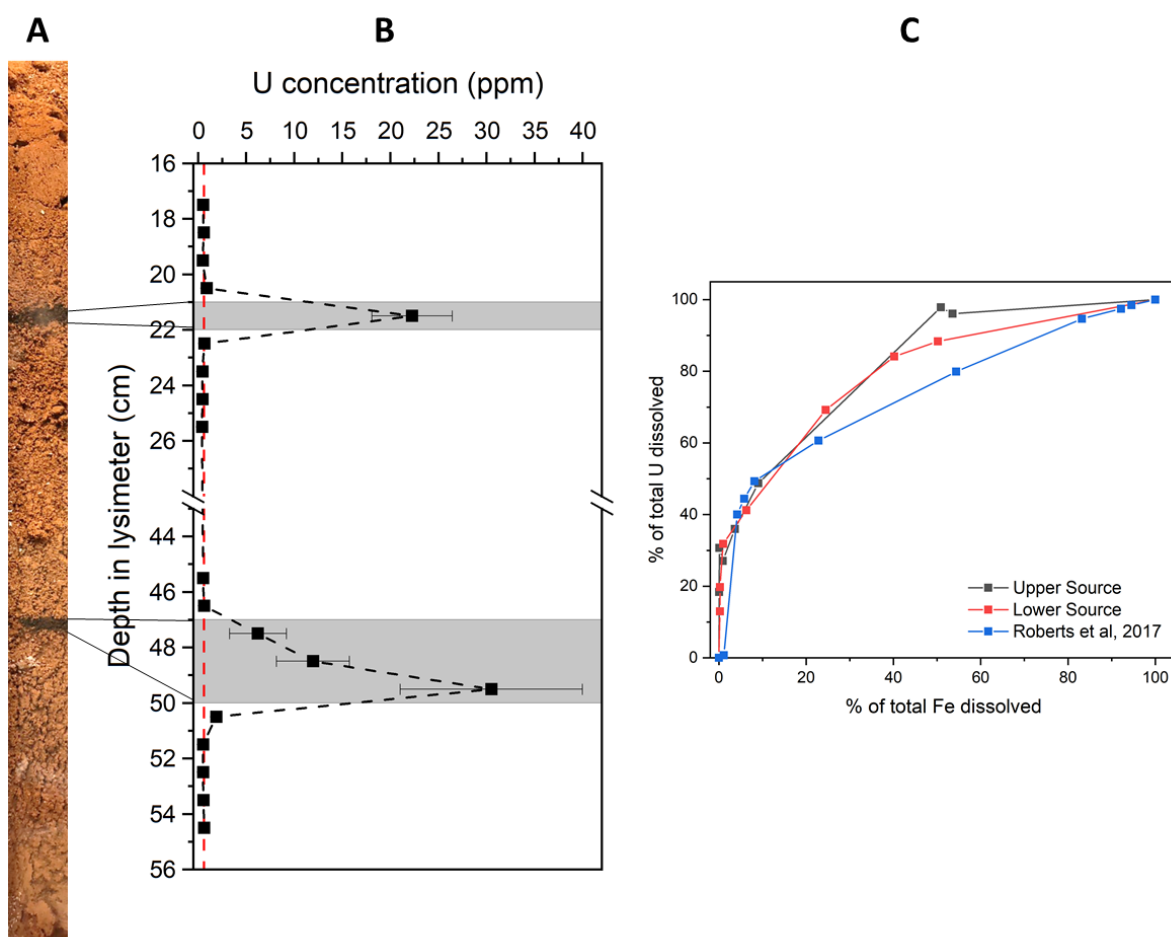 A
B
C
U concentration (ppm)
0 5 10 15 20 25 30 35 40
Depth in lysimeter (cm)
16
18
20
22
24
26
44
46
48
50
52
54
56
% of total U dissolved
100
80
60
40
20
0
Upper Source
Lower Source
Roberts et al, 2017
0 20 40 60 80 100
% of total Fe dissolved